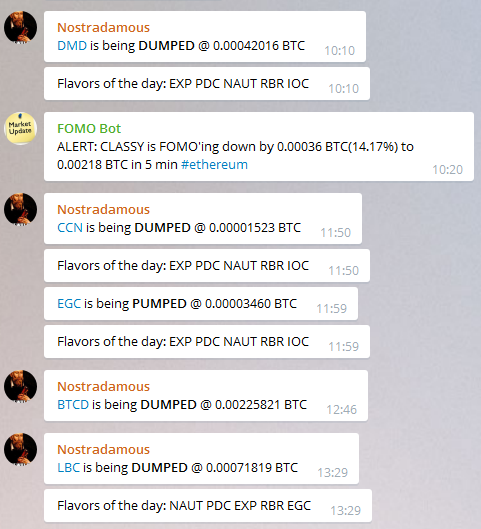 Nostradamous
DMD is being DUMPED @ 0.00042016 BTC
10:10
Flavors of the day: EXP PDC NAUT RBR IOC
10:10
Market
Update
FOMO Bot
ALERT: CLASSY is FOMO'ing down by 0.00036 BTC(14.17%) to
0.00218 BTC in 5 min #ethereum
10:20
Nostradamous
CCN is being DUMPED @ 0.00001523 BTC
11:50
Flavors of the day: EXP PDC NAUT RBR IOC
11:50
EGC is being PUMPED @ 0.00003460 BTC
11:59
Flavors of the day: EXP PDC NAUT RBR IOC
11:59
Nostradamous
BTCD is being DUMPED @ 0.00225821 BTC
12:46
Nostradamous
LBC is being DUMPED @ 0.00071819 BTC
13:29
Flavors of the day: NAUT PDC EXP RBR EGC
13:29